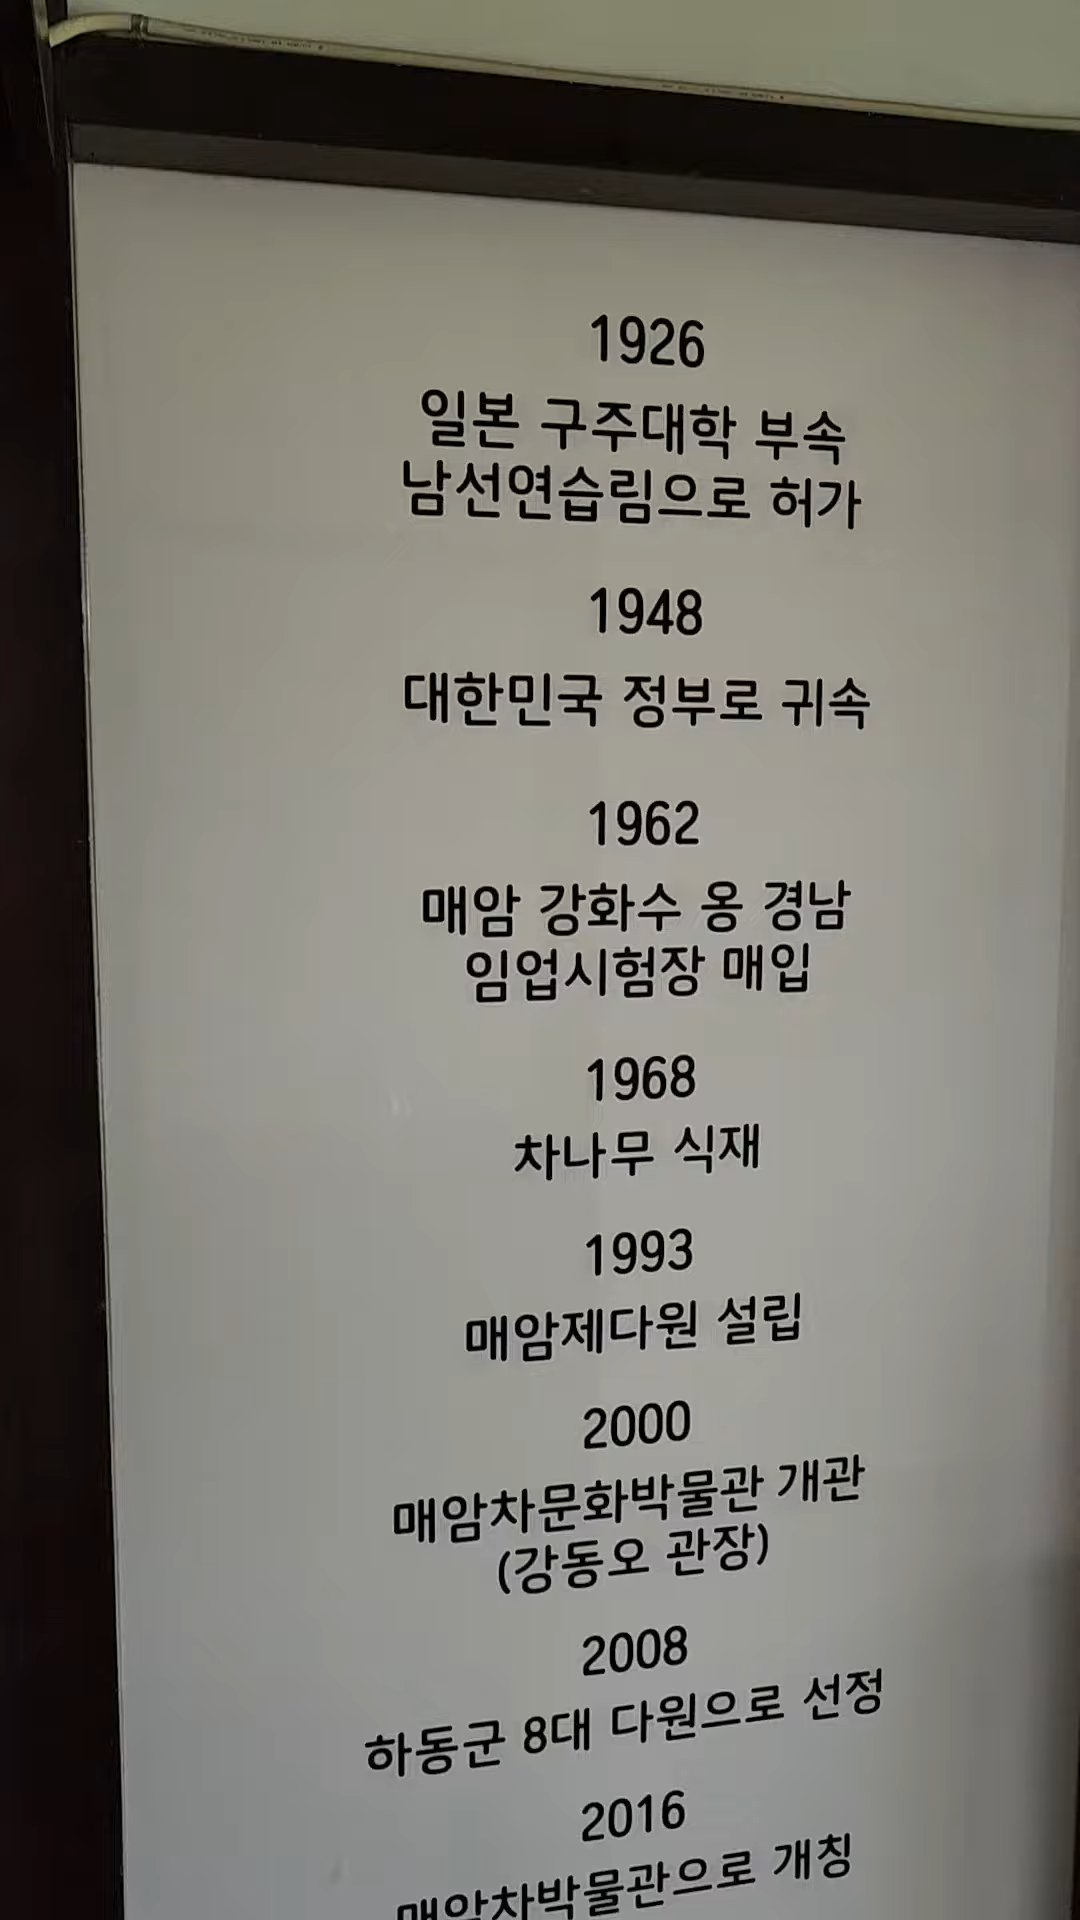 1926
일본 구주대학 부속
남선연습림으로 허가
1948
대한민국 정부로 귀속
1962
매암 강화수 옹 경남
임업시험장 매입
1968
차나무 식재
1993
매암제다원 설립
2000
매암차문화박물관 개관
(강동오 관장)
2008
하동군 8대 다원으로 선정
2016
매암차박물관으로 개칭